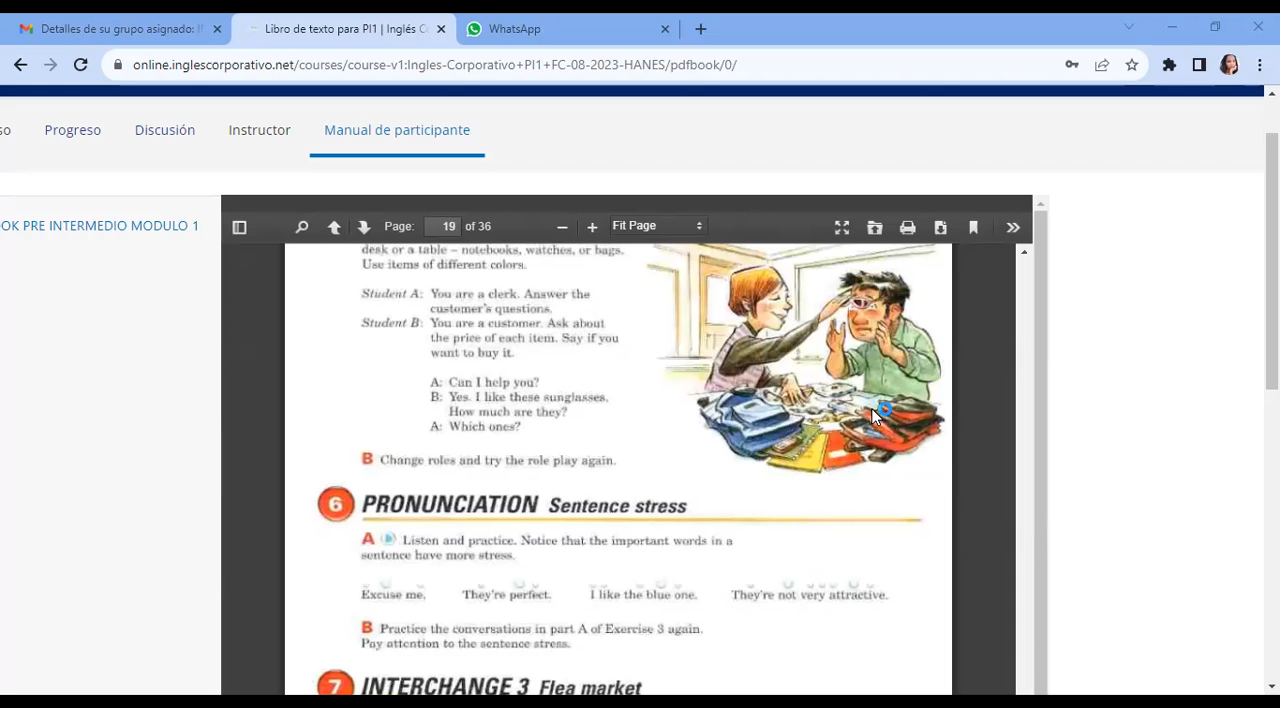 Detalles de su grupo asignado: I
Libro de texto para PI1 | Inglés C
WhatsApp
online.inglescorporativo.net/courses/course-v1:Ingles-Corporativo+PI1+FC-08-2023-HANES/pdfbook/0/
so
Progreso
Discusión
Instructor
Manual de participante
OK PRE INTERMEDIO MODULO 1
Page: 19 of 36
Fit Page
desk or a table – notebooks, watches, or bags.
Use items of different colors.
Student A: You are a clerk. Answer the
customer's questions.
Student B: You are a customer. Ask about
the price of each item. Say if you
want to buy it.
A: Can I help you?
B: Yes. I like these sunglasses.
How much are they?
A: Which ones?
B Change roles and try the role play again.
6 PRONUNCIATION Sentence stress
A Listen and practice. Notice that the important words in a
sentence have more stress.
Excuse me. They're perfect. I like the blue one. They're not very attractive.
B Practice the conversations in part A of Exercise 3 again.
Pay attention to the sentence stress.
7 INTERCHANGE 3 Flea market